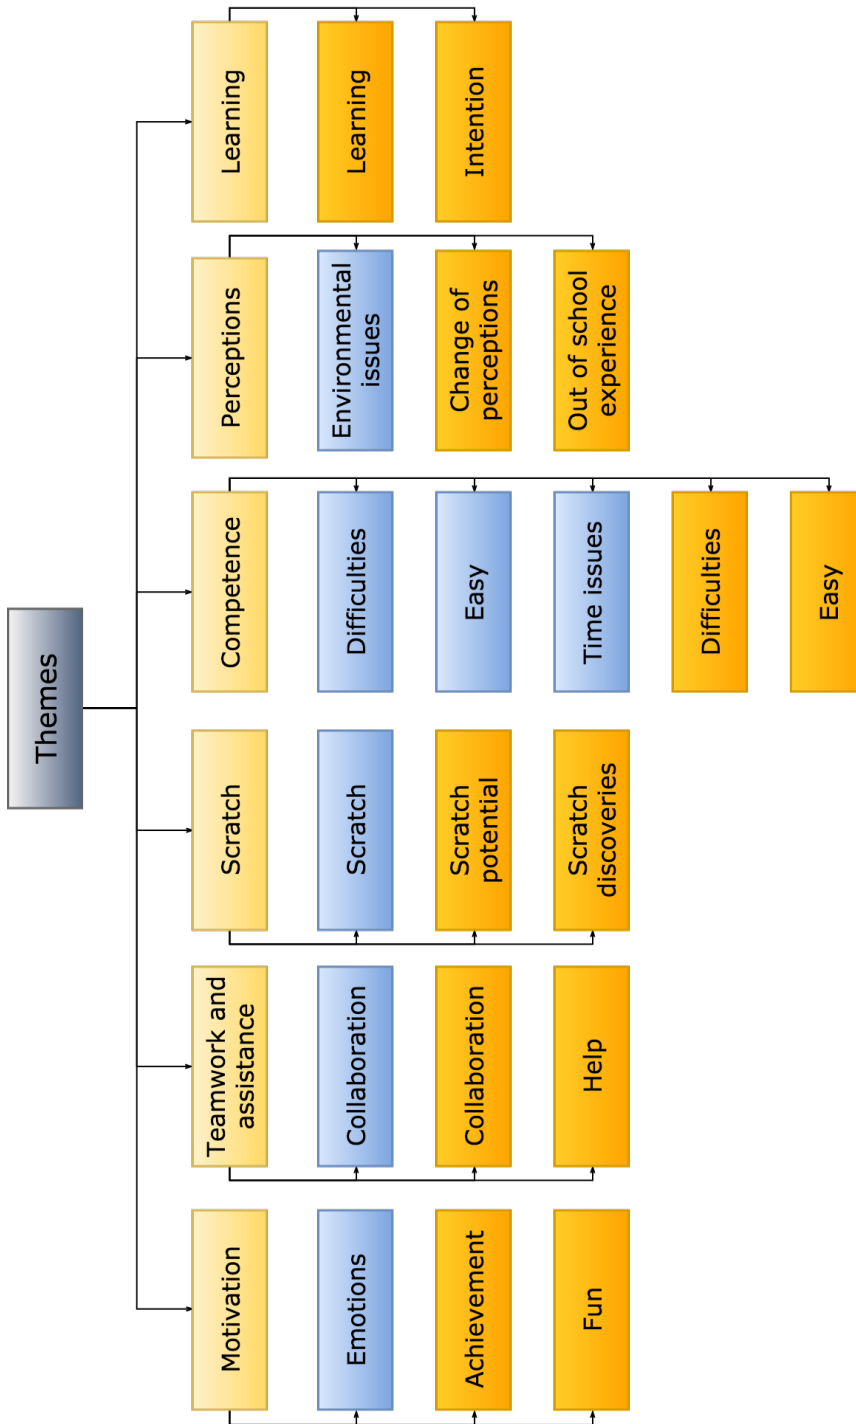 Themes
Motivation
Emotions
Achievement
Fun
Teamwork and
assistance
Collaboration
Collaboration
Help
Scratch
Scratch
Scratch
potential
Scratch
discoveries
Competence
Difficulties
Easy
Time issues
Difficulties
Easy
Perceptions
Environmental
issues
Change of
perceptions
Out of school
experience
Learning
Learning
Intention